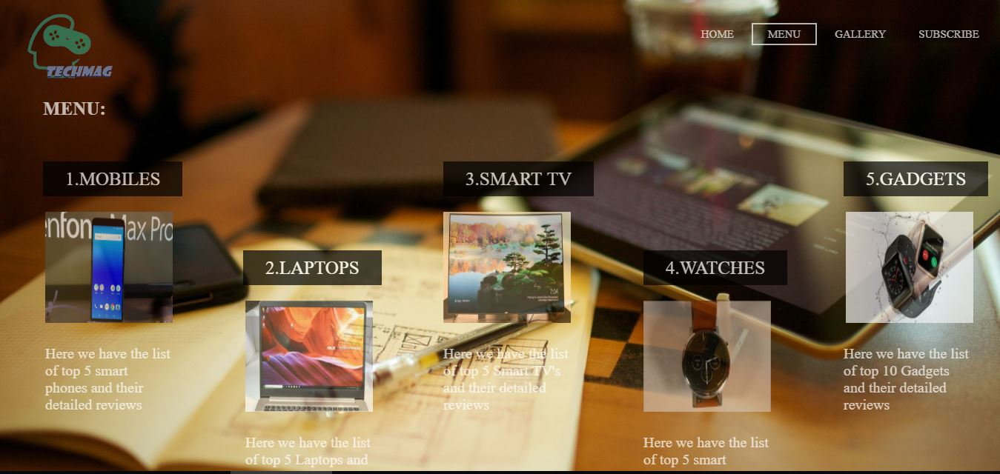 TECHMAG
HOME
MENU
GALLERY
SUBSCRIBE
MENU:
1.MOBILES
enfon Max Pro
Here we have the list
of top 5 smart
phones and their
detailed reviews
2.LAPTOPS
Here we have the list
of top 5 Laptops and
3.SMART TV
7:04
Here we have the list
of top 5 Smart TV's
and their detailed
reviews
4.WATCHES
Here we have the list
of top 5 smart
5.GADGETS
Here we have the list
of top 10 Gadgets
and their detailed
reviews